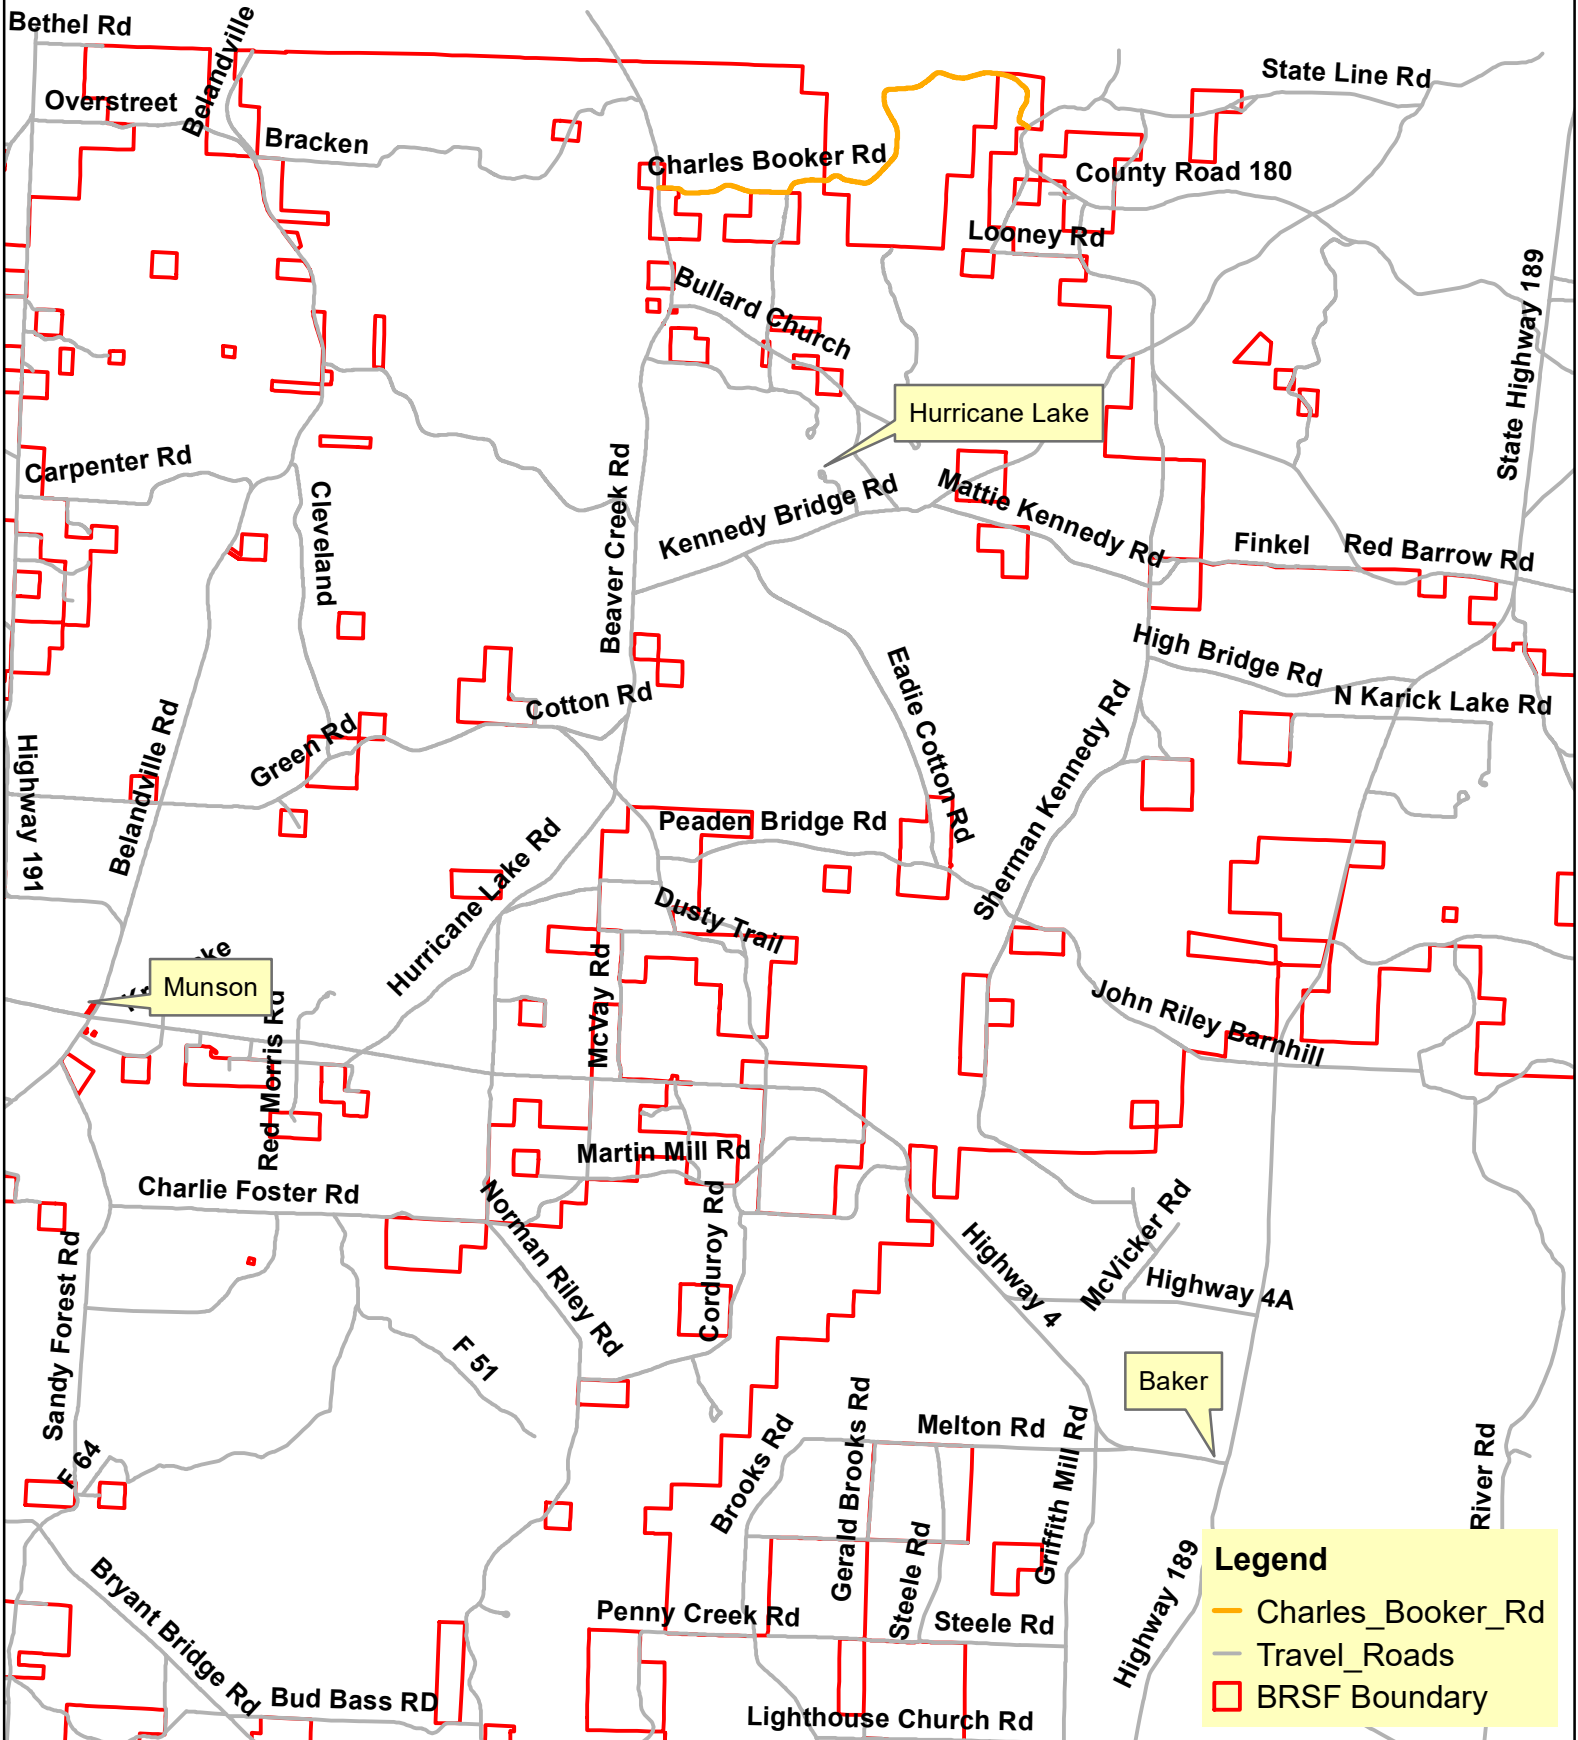 Bethel Rd
Belandville
State Line Rd
Overstreet
Bracken
Charles Booker Rd
County Road 180
Looney Rd
Bullard Church
State Highway 189
Hurricane Lake
Carpenter Rd
Cleveland
Beaver Creek Rd
Kennedy Bridge Rd
Mattie Kennedy Rd
Finkel
Red Barrow Rd
High Bridge Rd
N Karick Lake Rd
Eadie Cotton Rd
Cotton Rd
Green Rd
Belandville Rd
Highway 191
Sherman Kennedy Rd
Peaden Bridge Rd
Hurricane Lake Rd
Dusty Trail
McVay Rd
Munson
Red Morris Rd
John Riley Barnhill
Martin Mill Rd
Charlie Foster Rd
Norman Riley Rd
Corduroy Rd
Sandy Forest Rd
Highway 4
McVicker Rd
Highway 4A
F 51
Baker
F 64
Brooks Rd
Gerald Brooks Rd
Melton Rd
Griffith Mill Rd
Steele Rd
River Rd
Bryant Bridge Rd
Penny Creek Rd
Steele Rd
Highway 189
Bud Bass RD
Lighthouse Church Rd
Legend
Charles_Booker_Rd
Travel_Roads
BRSF Boundary